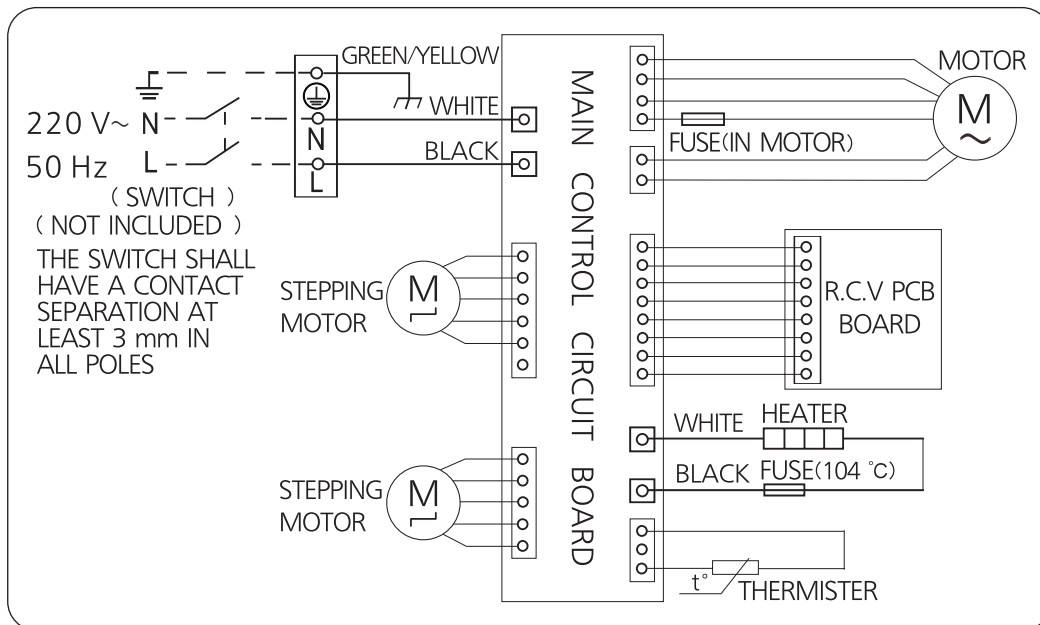 GREEN/YELLOW
220 V~ N
50 Hz L
N
L
WHITE
BLACK
( SWITCH )
( NOT INCLUDED )
THE SWITCH SHALL
HAVE A CONTACT
SEPARATION AT
LEAST 3 mm IN
ALL POLES
STEPPING
MOTOR
M
STEPPING
MOTOR
M
MAIN CONTROL CIRCUIT BOARD
MOTOR
M
~
FUSE(IN MOTOR)
R.C.V PCB
BOARD
WHITE
HEATER
BLACK
FUSE(104 ℃)
t°
THERMISTER